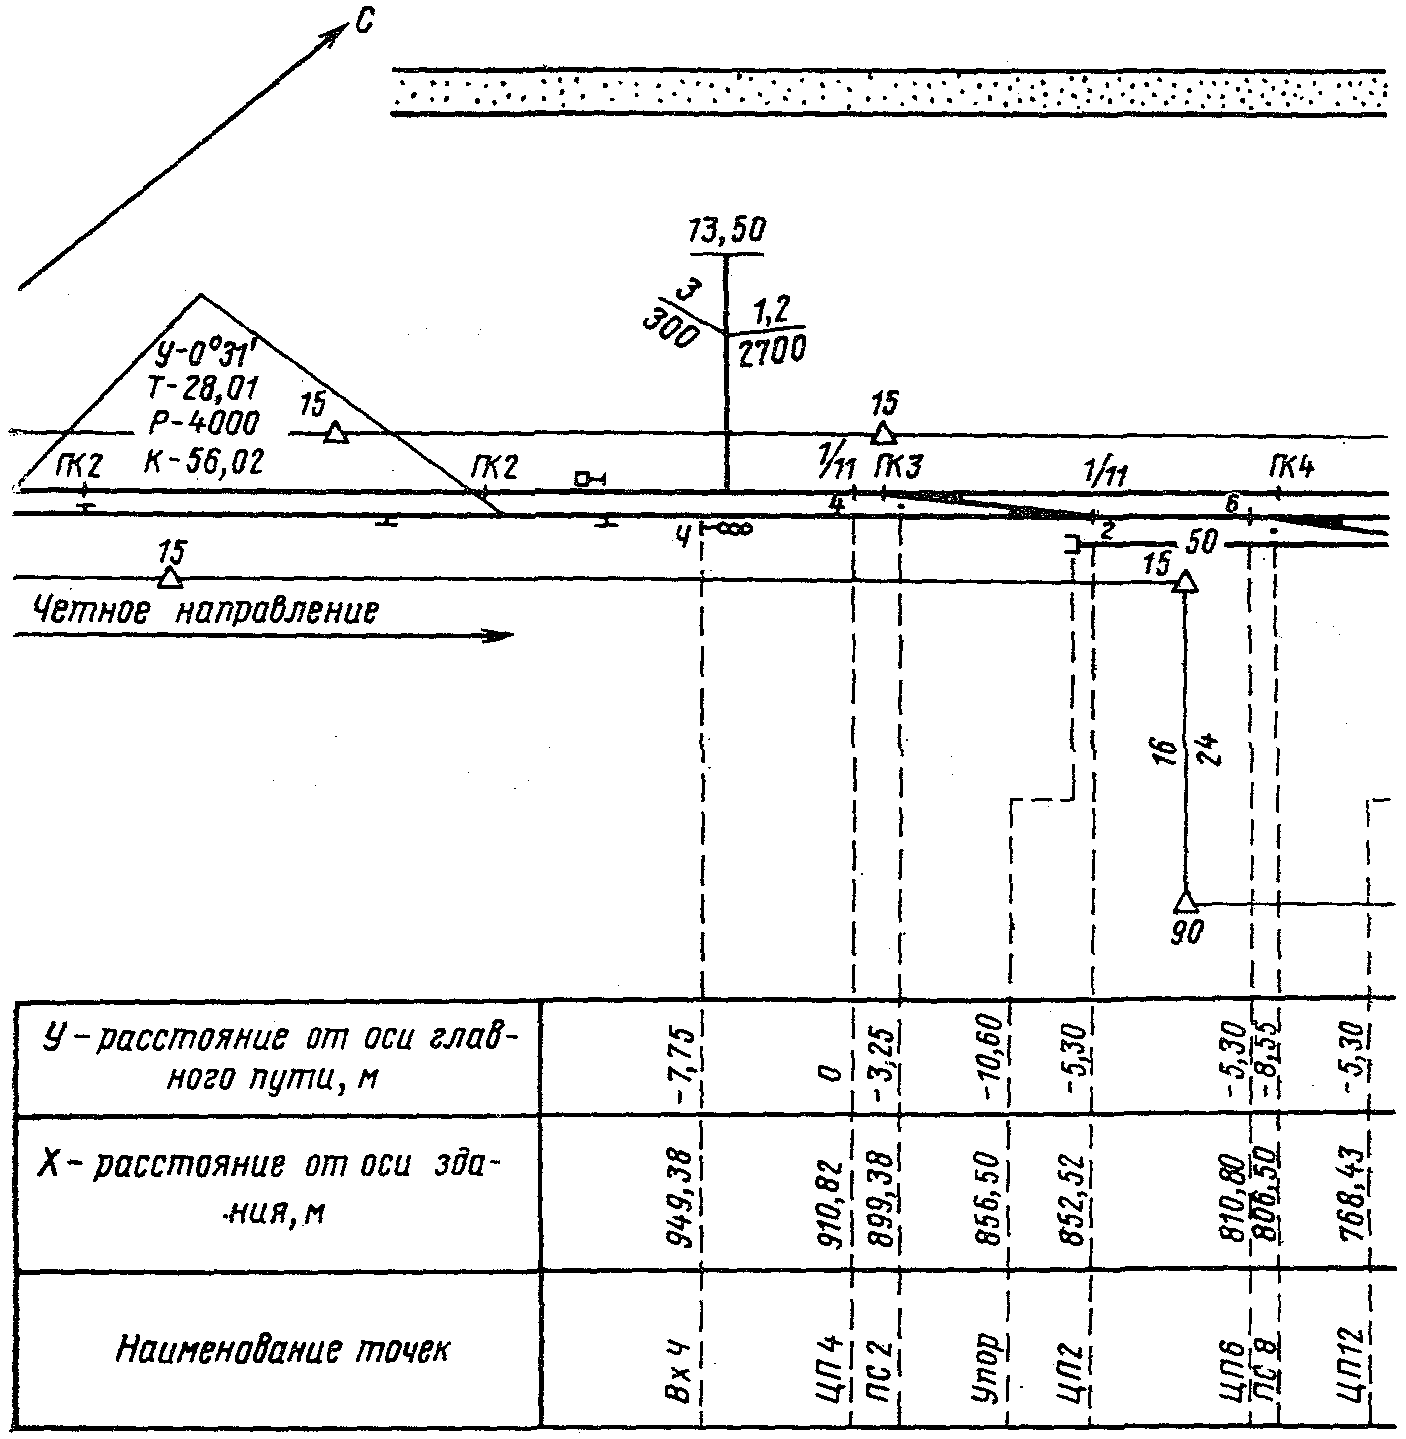 С
13,50
3
300
1,2
2700
У-0°31'
Т-28,01
Р-4000
К-56,02
15
15
ПК2
ПК2
1/11
ПК3
1/11
ПК4
4
6
Ч
2
50
15
15
Четное направление
16
24
90
У - расстояние от оси глав-
ного пути, м
-7,75
0
-3,25
-10,60
-5,30
-5,30
-8,55
-5,30
Х - расстояние от оси зда-
ния, м
949,38
910,82
899,38
856,50
852,52
810,80
806,50
768,43
Наименование точек
Вх Ч
ЦП 4
ПС 2
Упор
ЦП2
ЦП6
ПС 8
ЦП12